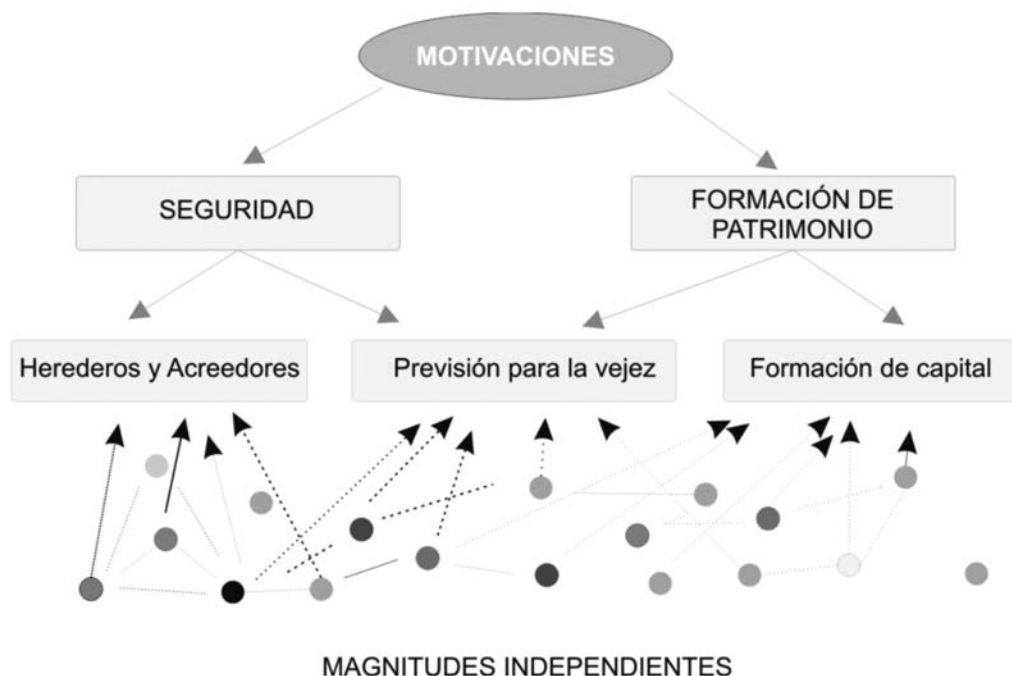 MOTIVACIONES
SEGURIDAD
FORMACIÓN DE
PATRIMONIO
Herederos y Acreedores
Previsión para la vejez
Formación de capital
MAGNITUDES INDEPENDIENTES